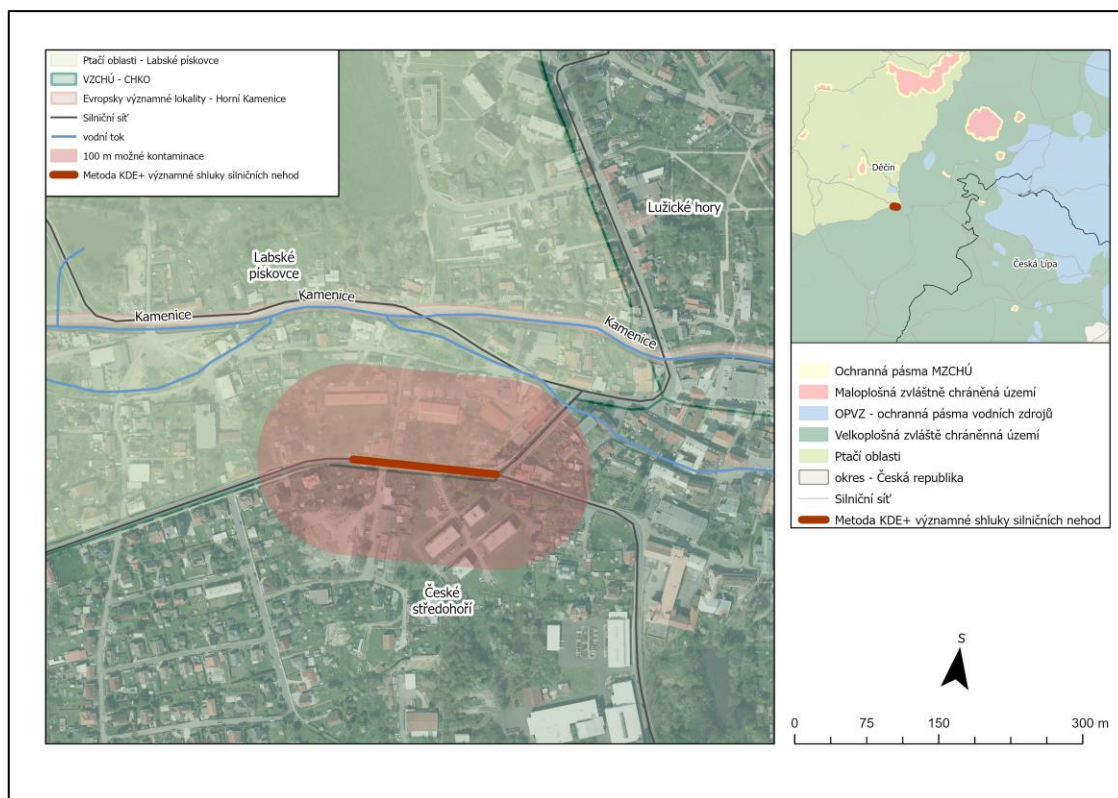 Ptačí oblasti - Labské pískovce
VZCHÚ - CHKO
Evropsky významné lokality - Horní Kamenice
Silniční síť
vodní tok
100 m možné kontaminace
Metoda KDE+ významné shluky silničních nehod
Lužické hory
Labské
pískovce
Kamenice
Kamenice
Kamenice
České
středohoří
Děčín
Česká Lípa
Ochranná pásma MZCHÚ
Maloplošná zvláštně chráněná území
OPVZ - ochranná pásma vodních zdrojů
Velkoplošná zvláště chráněnná území
Ptačí oblasti
okres - Česká republika
Silniční síť
Metoda KDE+ významné shluky silničních nehod
S
0 75 150 300 m